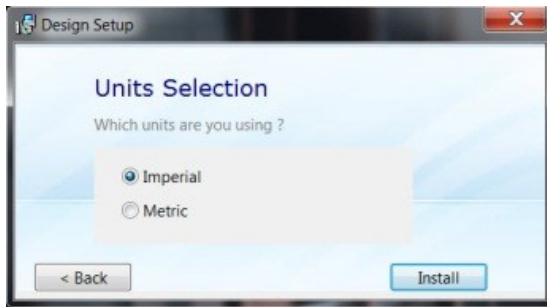 Design Setup
Units Selection
Which units are you using ?
Imperial
Metric
< Back
Install